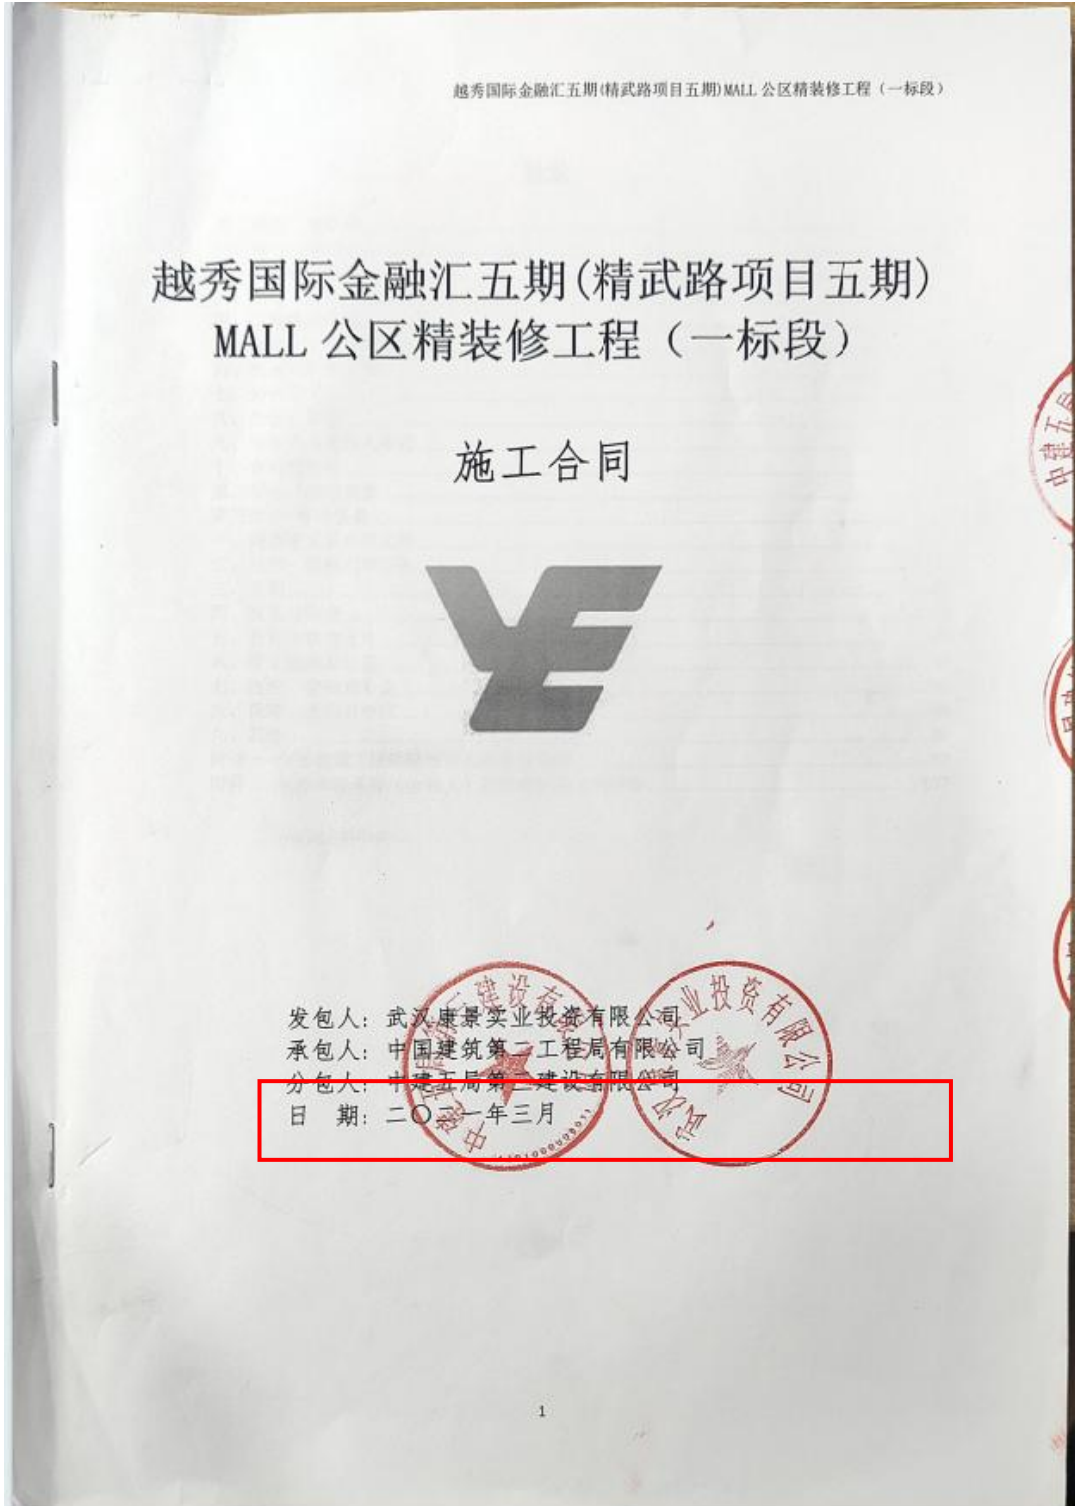 越秀国际金融汇五期(精武路项目五期)MALL 公区精装修工程（一标段）
越秀国际金融汇五期(精武路项目五期)
MALL 公区精装修工程（一标段）
施工合同
发包人：武汉康景实业投资有限公司
承包人：中国建筑第二工程局有限公司
分包人：中建五局第三建设有限公司
日 期：二〇二一年三月
1
中建五局